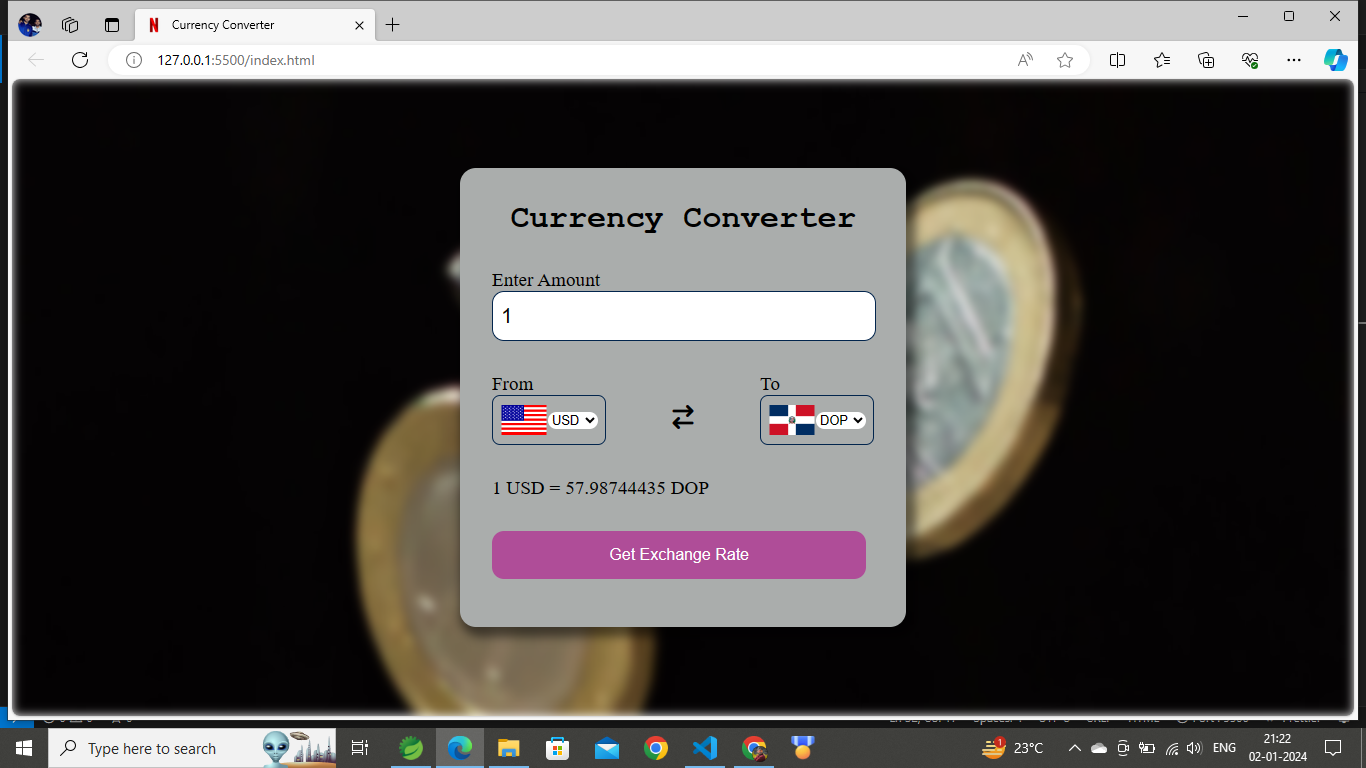 Currency Converter
127.0.0.1:5500/index.html
Currency Converter
Enter Amount
1
From
To
USD
DOP
1 USD = 57.98744435 DOP
Get Exchange Rate
Type here to search
1
23°C
ENG
21:22
02-01-2024